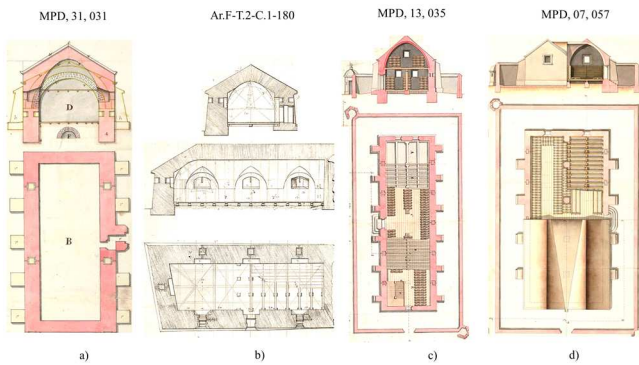 MPD, 31, 031
Ar.F-T.2-C.1-180
MPD, 13, 035
MPD, 07, 057
D
B
a)
b)
c)
d)